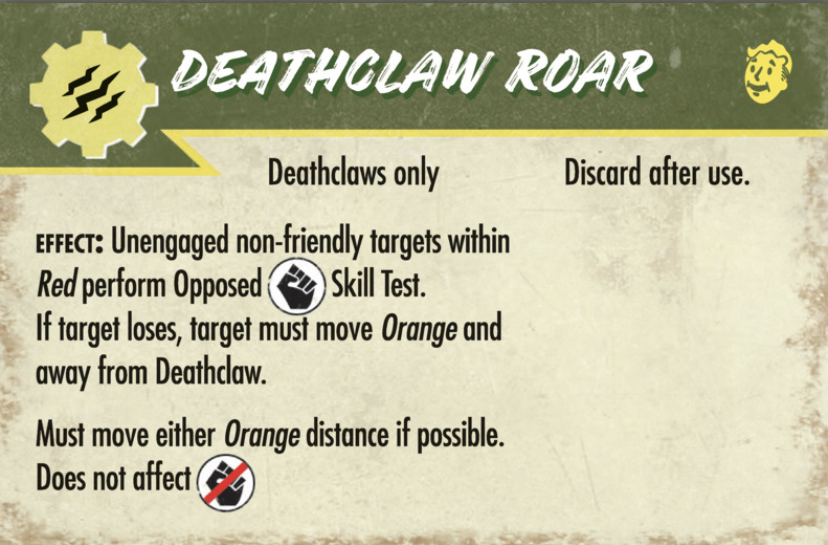 DEATHCLAW ROAR
Deathclaws only
Discard after use.
EFFECT: Unengaged non-friendly targets within
Red perform Opposed Skill Test.
If target loses, target must move Orange and
away from Deathclaw.
Must move either Orange distance if possible.
Does not affect